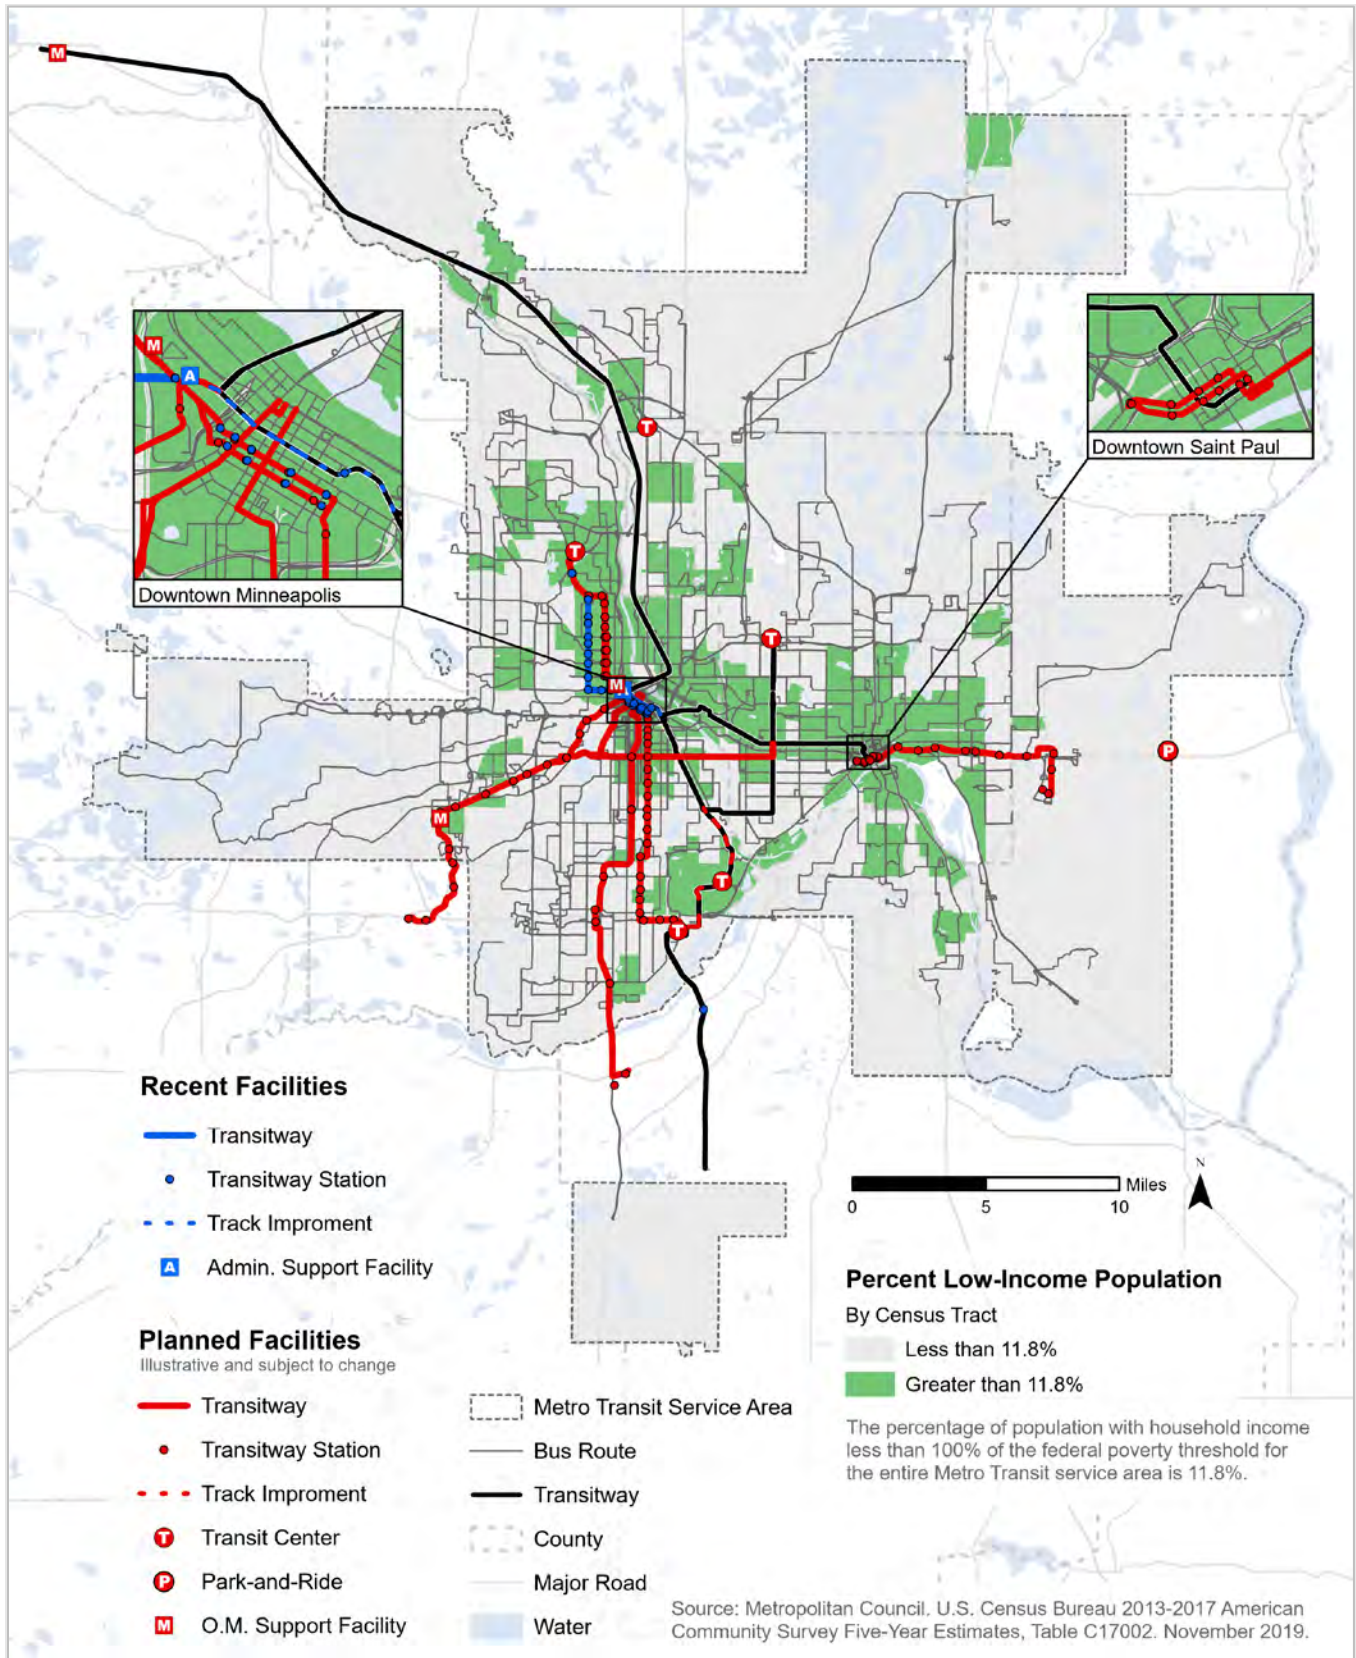 M
T
M
A
Downtown Minneapolis
Downtown Saint Paul
T
T
M
P
M
T
T
Recent Facilities
Transitway
Transitway Station
Track Improment
A Admin. Support Facility
Planned Facilities
Illustrative and subject to change
Transitway
Transitway Station
Track Improment
T Transit Center
P Park-and-Ride
M O.M. Support Facility
Metro Transit Service Area
Bus Route
Transitway
County
Major Road
Water
N
Miles
0 5 10
Percent Low-Income Population
By Census Tract
Less than 11.8%
Greater than 11.8%
The percentage of population with household income
less than 100% of the federal poverty threshold for
the entire Metro Transit service area is 11.8%.
Source: Metropolitan Council. U.S. Census Bureau 2013-2017 American
Community Survey Five-Year Estimates, Table C17002. November 2019.